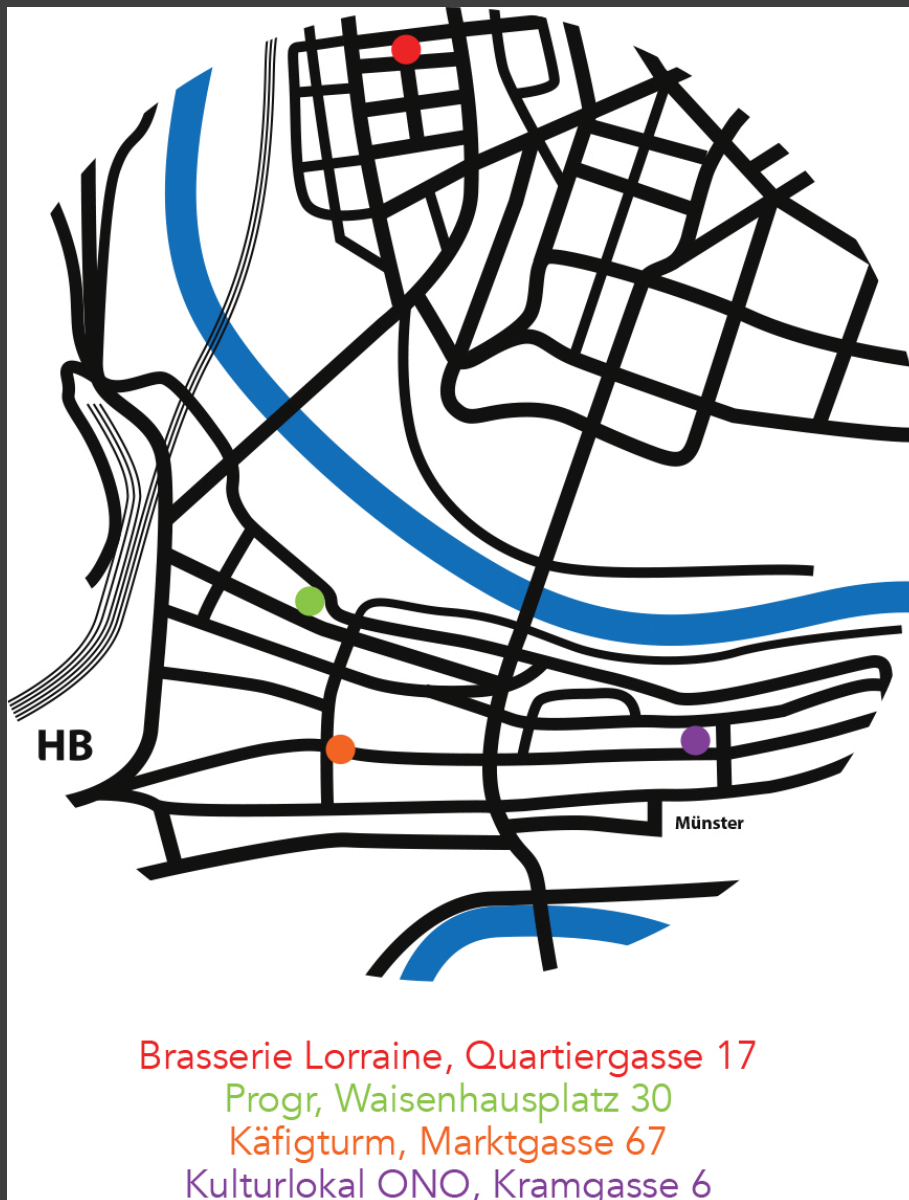 HB
Münster
Brasserie Lorraine, Quartiergasse 17
Progr, Waisenhausplatz 30
Käfigturm, Marktgasse 67
Kulturlokal ONO, Kramgasse 6